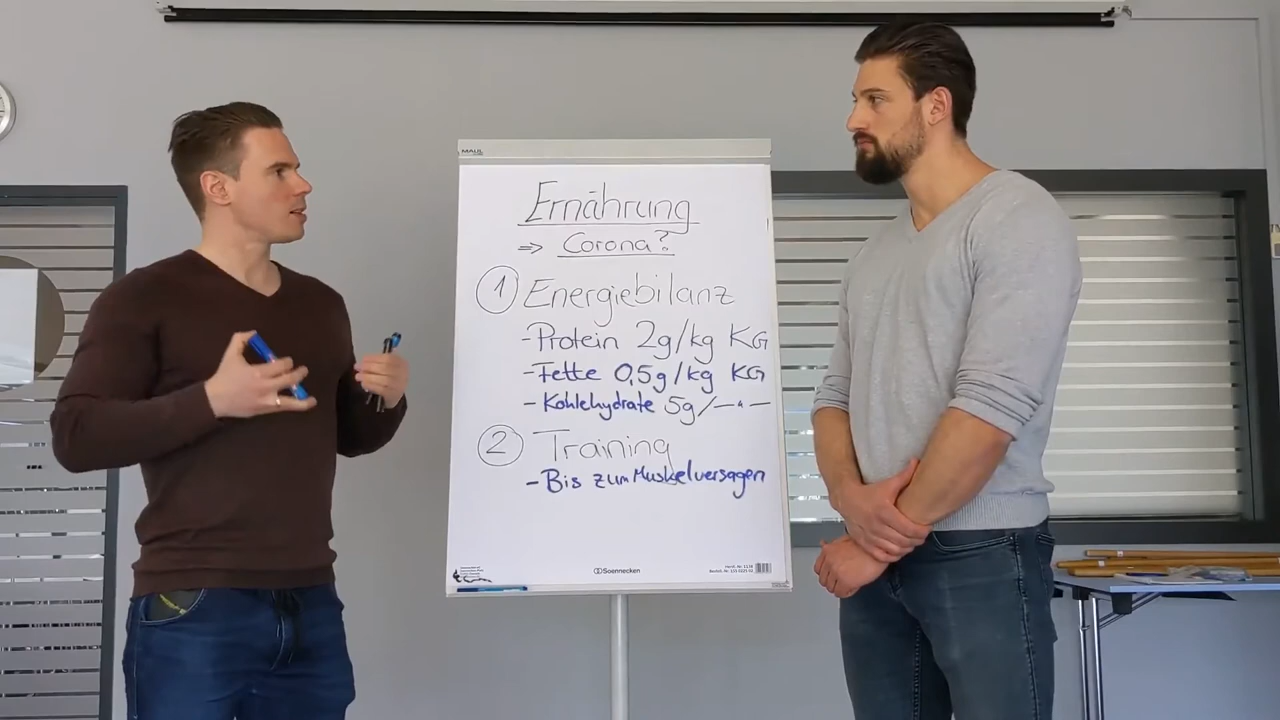 MAUL
Ernährung
⇒ Corona?
① Energiebilanz
- Protein 2g/kg KG
- Fette 0,5g/kg KG
- Kohlehydrate 5g/—"—
② Training
- Bis zum Muskelversagen
Soennecken